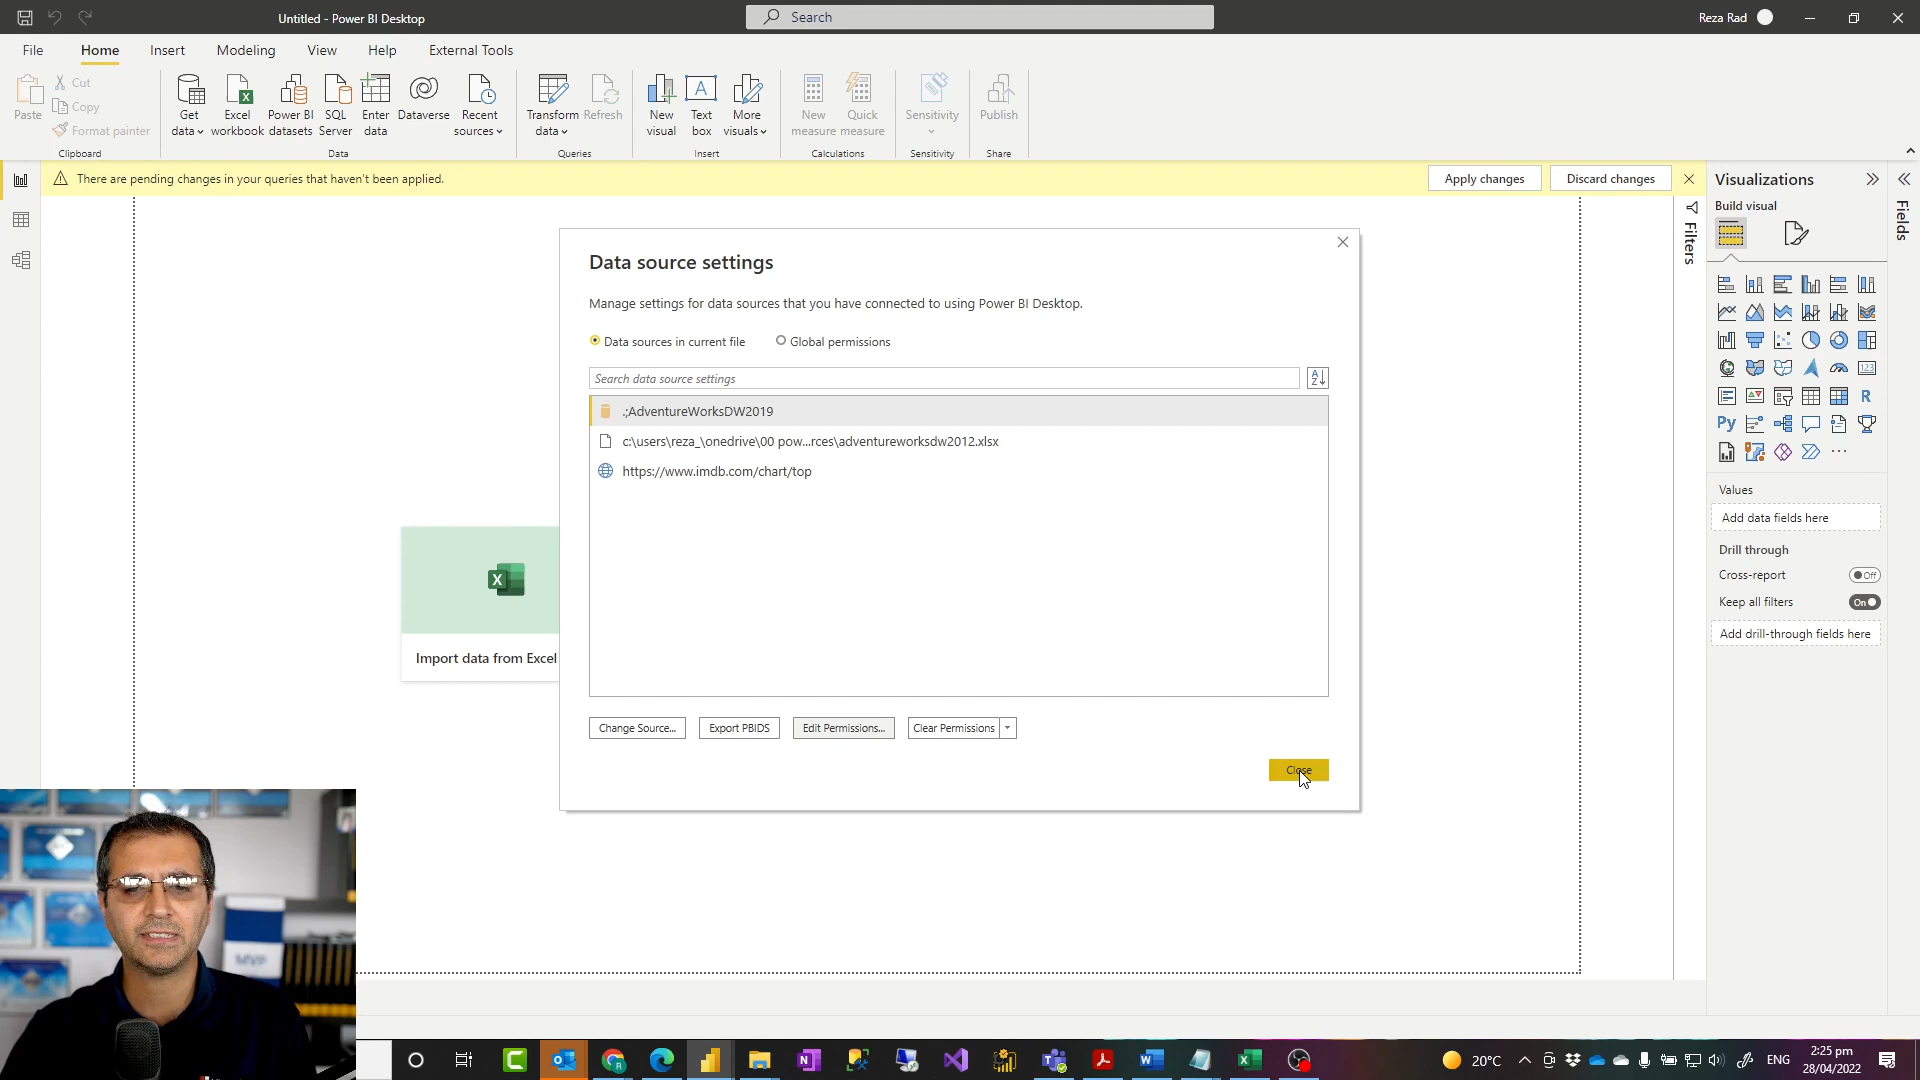 Untitled - Power BI Desktop
Search
Reza Rad
File Home Insert Modeling View Help External Tools
Paste
Cut
Copy
Format painter
Clipboard
Get data
Excel workbook
Power BI datasets
SQL Server
Enter data
Dataverse
Recent sources
Data
Transform data
Refresh
Queries
New visual
Text box
More visuals
Insert
New measure
Quick measure
Calculations
Sensitivity
Sensitivity
Publish
Share
There are pending changes in your queries that haven't been applied.
Apply changes
Discard changes
Data source settings
Manage settings for data sources that you have connected to using Power BI Desktop.
Data sources in current file
Global permissions
Search data source settings
.;AdventureWorksDW2019
c:\users\reza_\onedrive\00 pow...rces\adventureworksdw2012.xlsx
https://www.imdb.com/chart/top
Change Source...
Export PBIDS
Edit Permissions...
Clear Permissions
Close
Import data from Excel
Filters
Visualizations
Build visual
Fields
Values
Add data fields here
Drill through
Cross-report
Off
Keep all filters
On
Add drill-through fields here
MVP
20°C
ENG
2:25 pm
28/04/2022